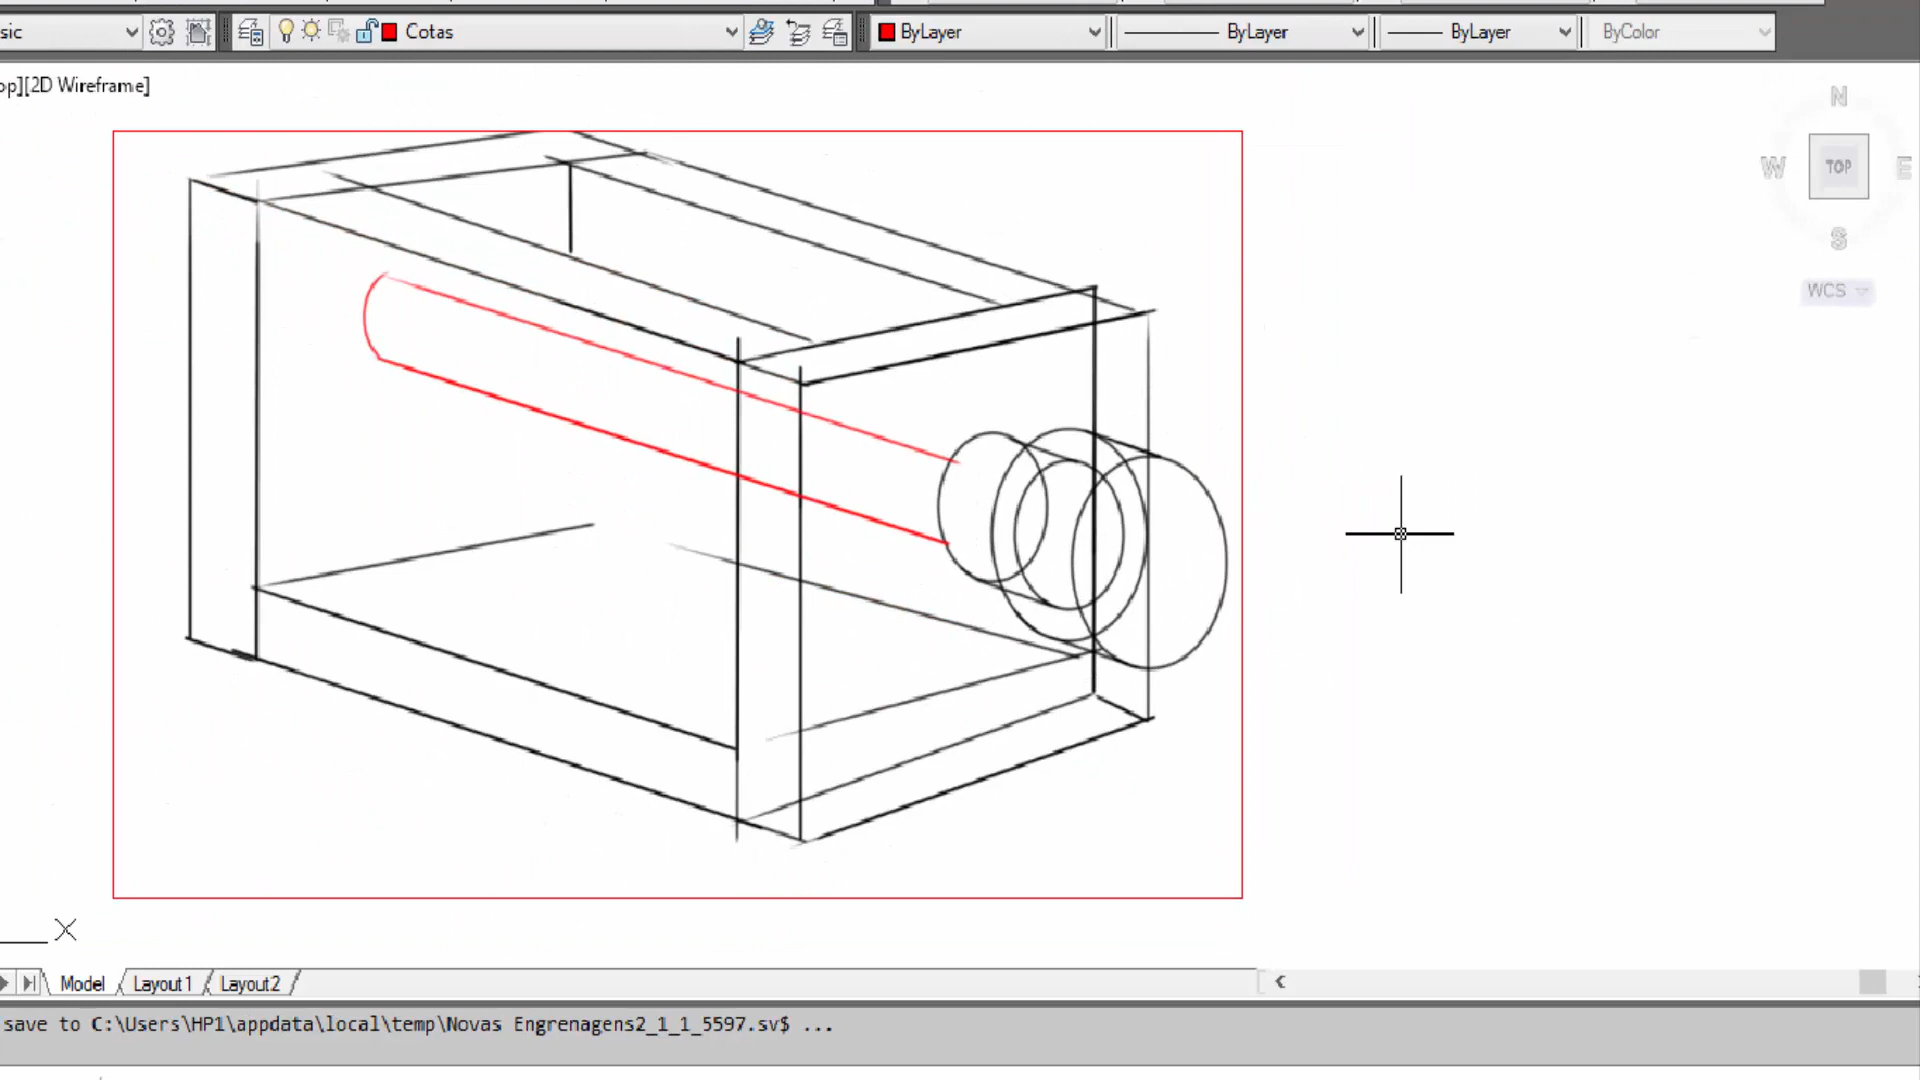 sic Cotas ByLayer ByLayer ByLayer ByColor
op][2D Wireframe]
N
W TOP E
S
WCS
X
Model Layout1 Layout2
save to C:\Users\HP1\appdata\local\temp\Novas Engrenagens2_1_1_5597.sv$ ...